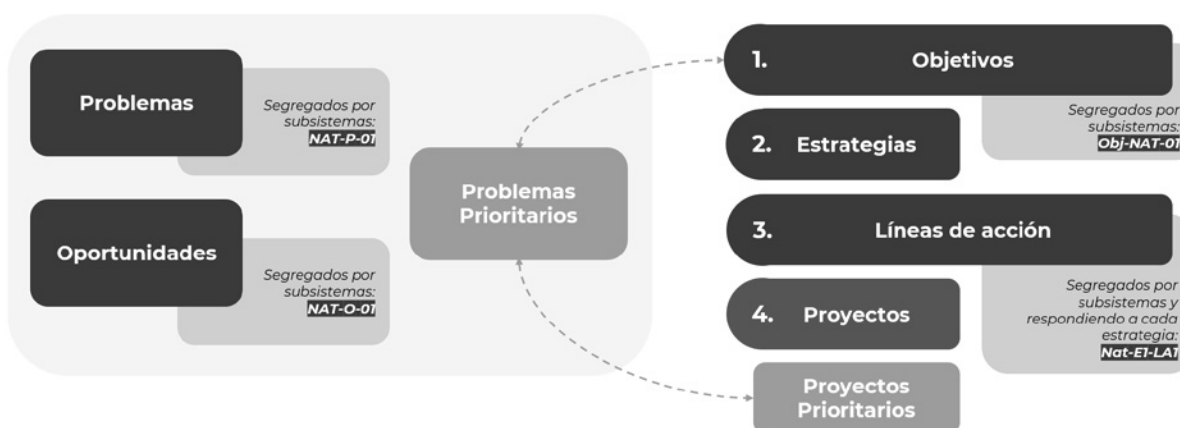 Problemas
Segregados por
subsistemas:
NAT-P-01
Oportunidades
Segregados por
subsistemas:
NAT-O-01
Problemas
Prioritarios
1. Objetivos
Segregados por
subsistemas:
Obj-NAT-01
2. Estrategias
3. Líneas de acción
Segregados por
subsistemas y
respondiendo a cada
estrategia:
Nat-E1-LA1
4. Proyectos
Proyectos
Prioritarios